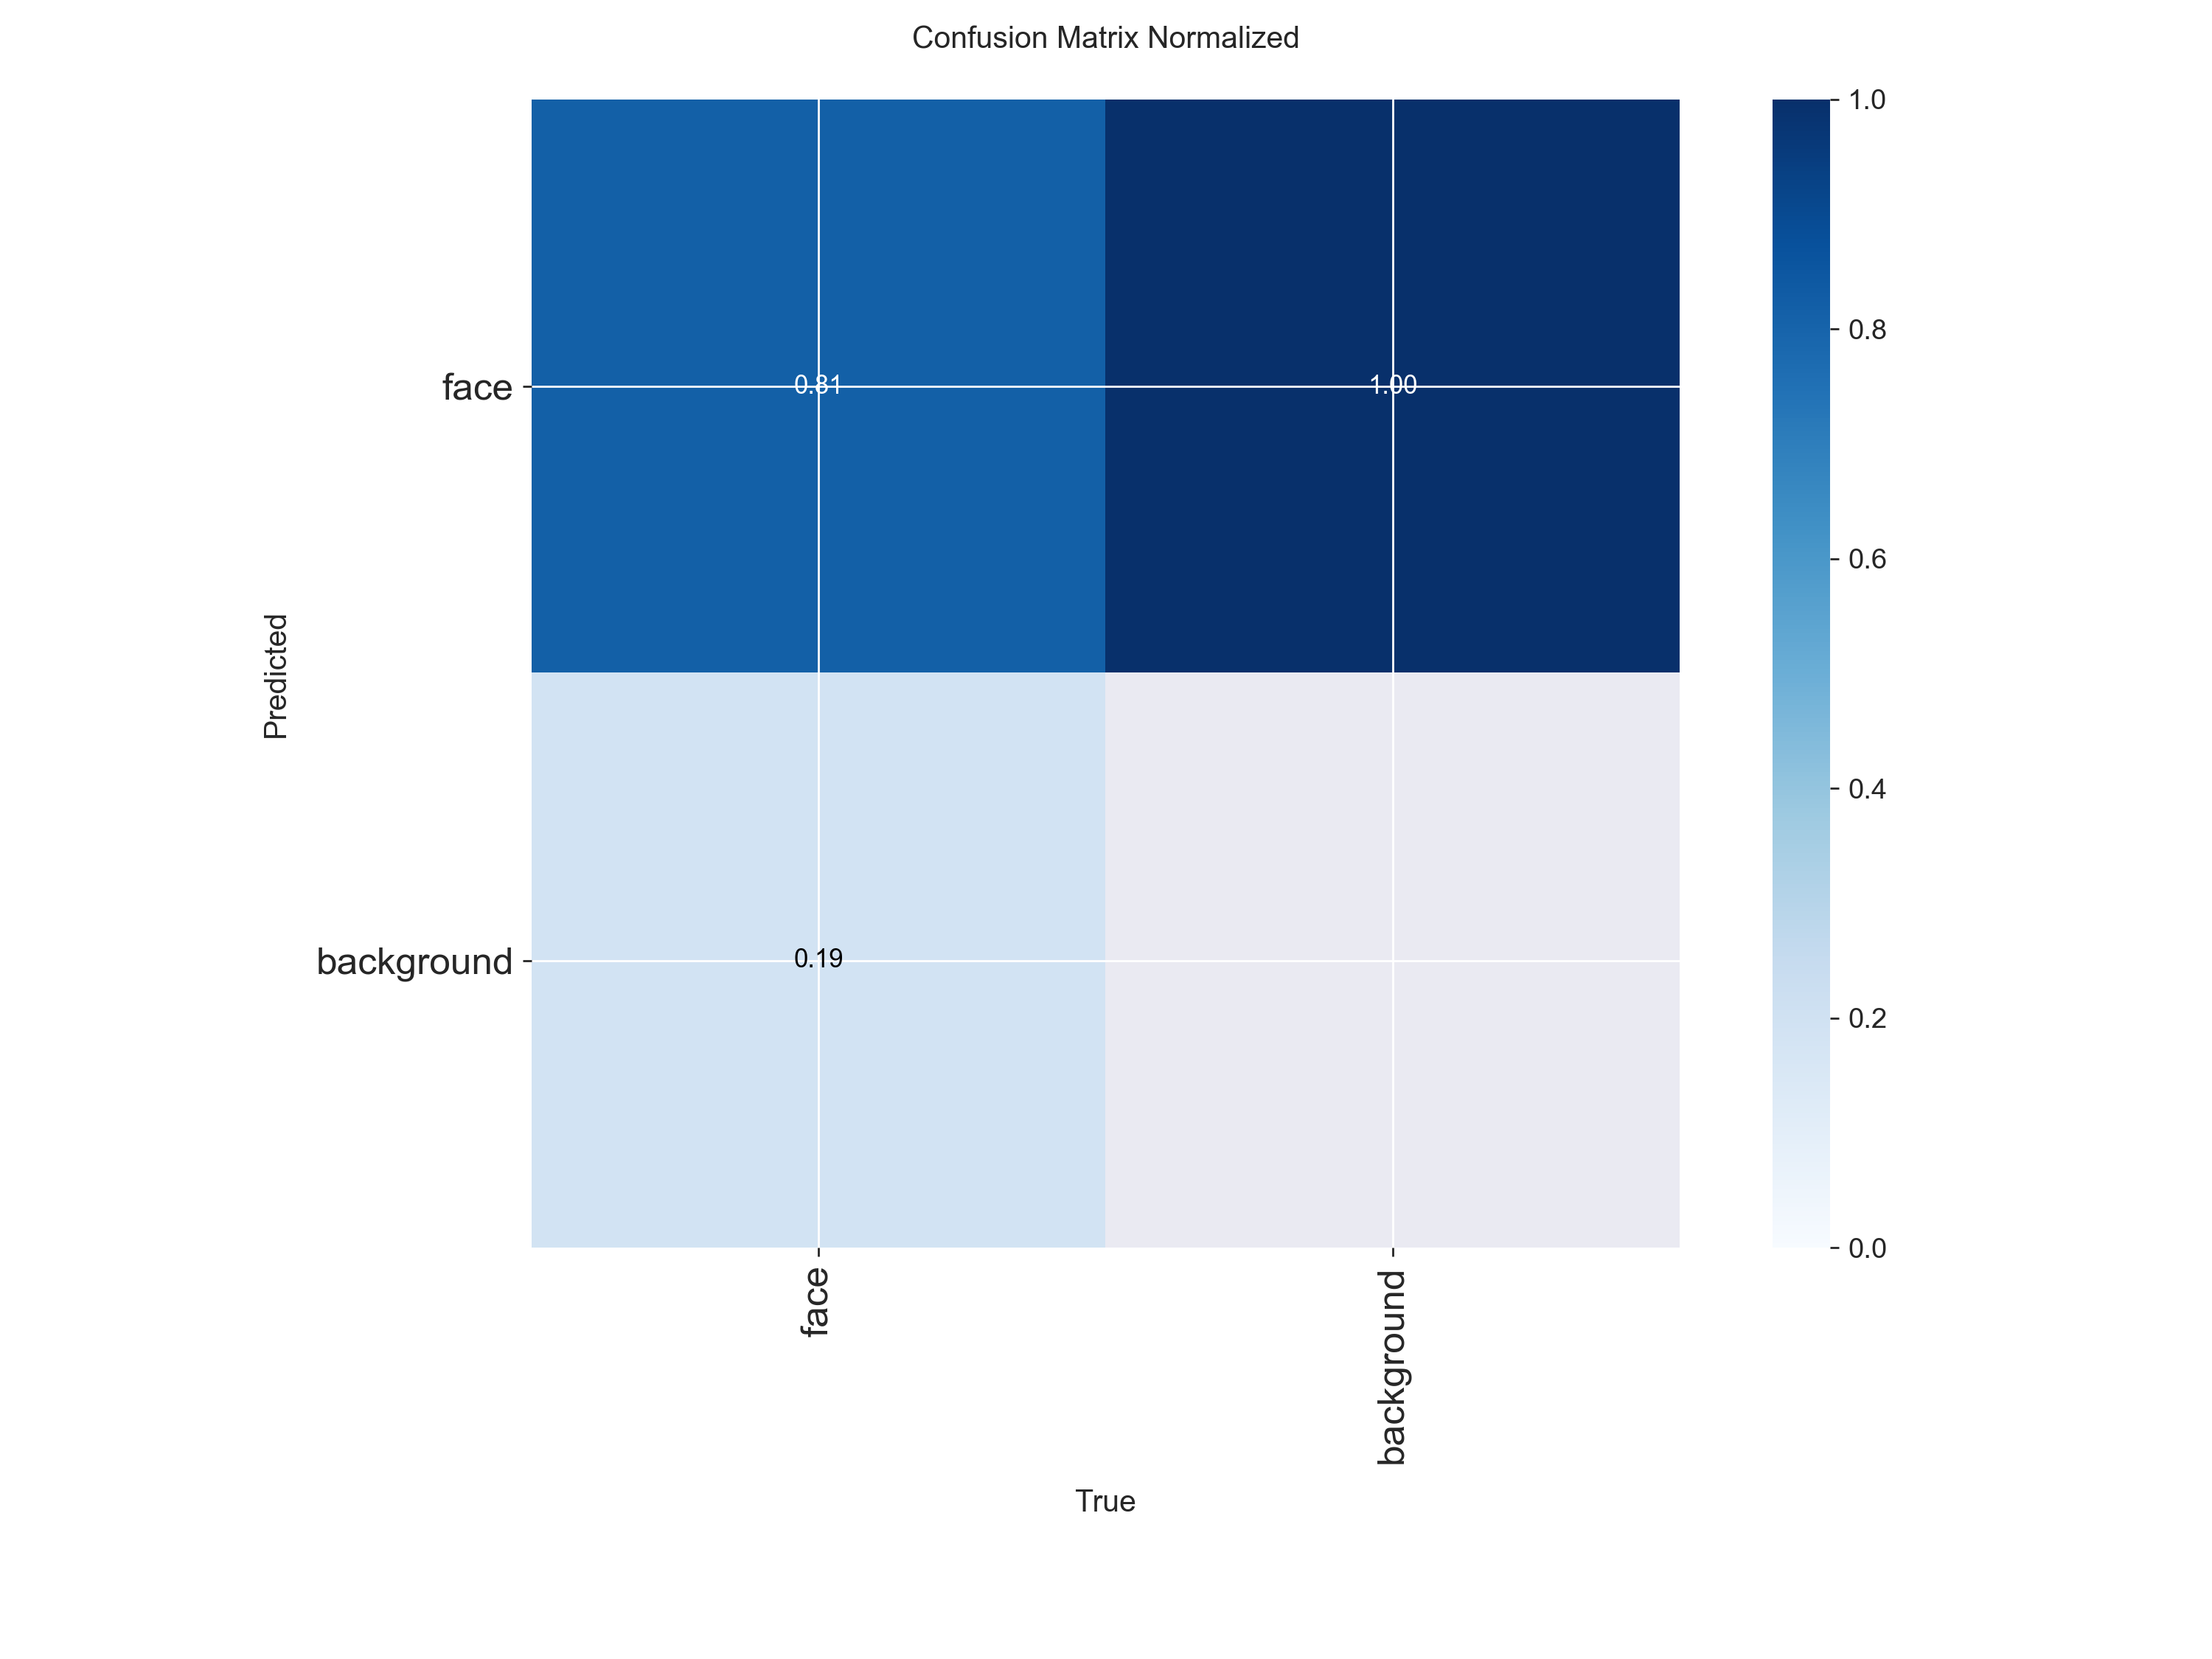 Confusion Matrix Normalized
1.0
0.8
0.6
0.4
0.2
0.0
Predicted
face
0.81
1.00
background
0.19
face
background
True